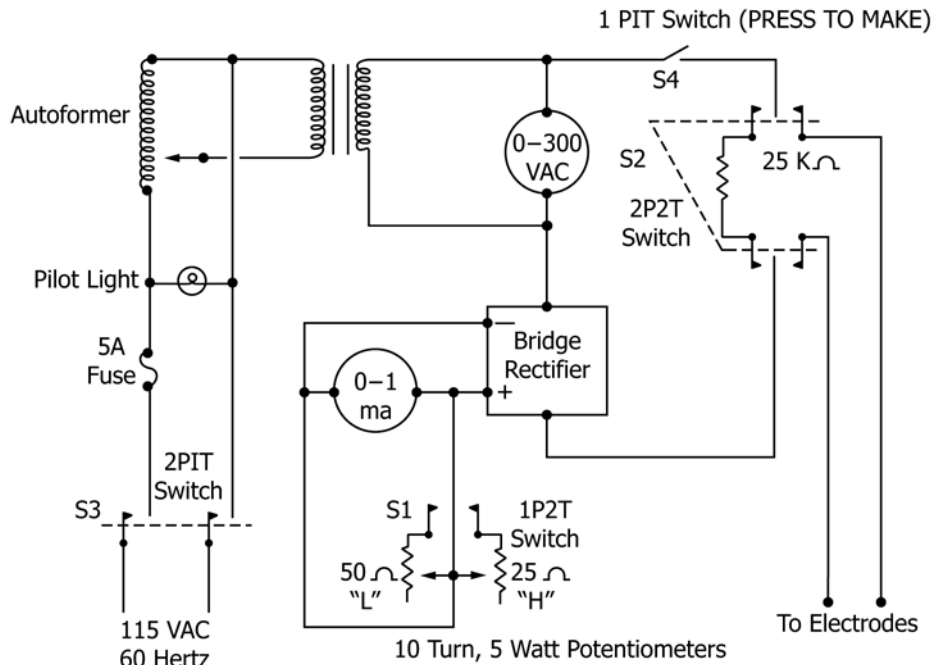 1 PIT Switch (PRESS TO MAKE)
S4
Autoformer
0–300
VAC
S2
25 K
2P2T
Switch
Pilot Light
5A
Fuse
–
Bridge
Rectifier
+
0–1
ma
2PIT
Switch
S3
S1
1P2T
Switch
50
"L"
25
"H"
115 VAC
60 Hertz
10 Turn, 5 Watt Potentiometers
To Electrodes